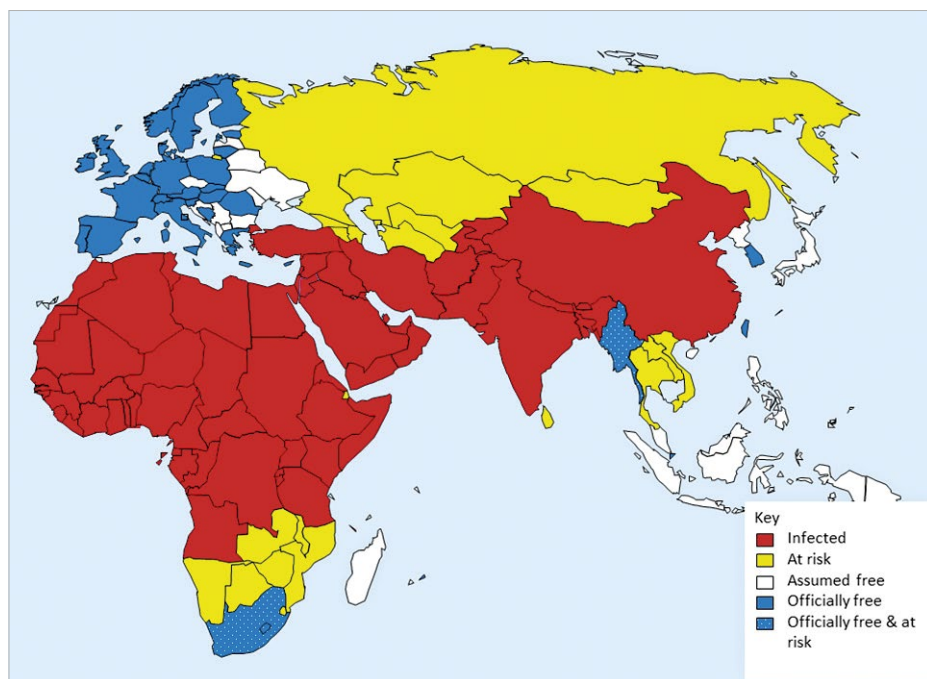 Key
Infected
At risk
Assumed free
Officially free
Officially free & at
risk